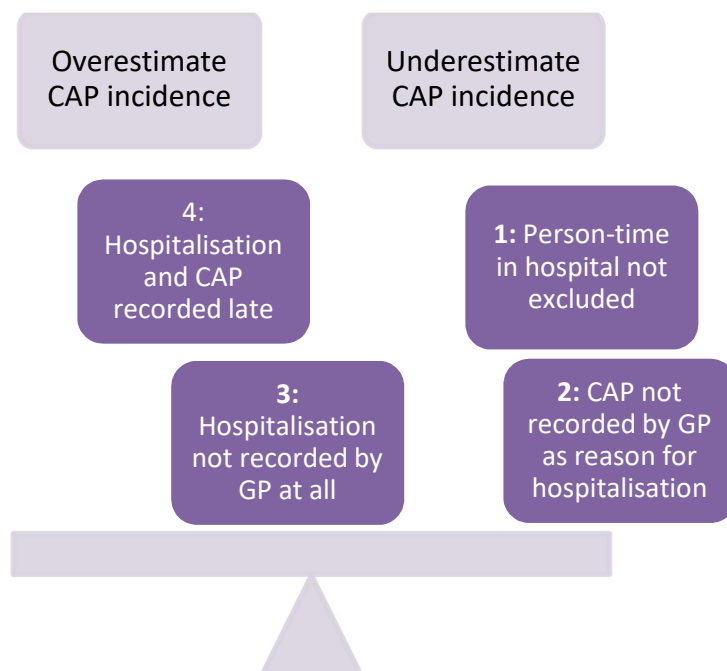 Overestimate
CAP incidence
Underestimate
CAP incidence
4:
Hospitalisation
and CAP
recorded late
1: Person-time
in hospital not
excluded
3:
Hospitalisation
not recorded by
GP at all
2: CAP not
recorded by GP
as reason for
hospitalisation